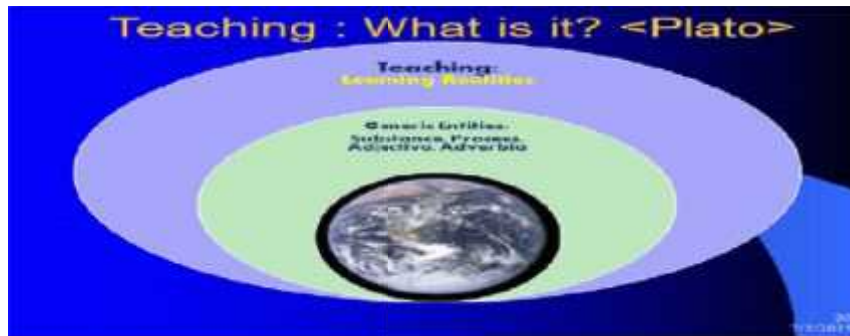 Teaching : What is it? <Plato>
Teaching:
Learning Realities
Generic Entities:
Substance, Process,
Adjective, Adverbia